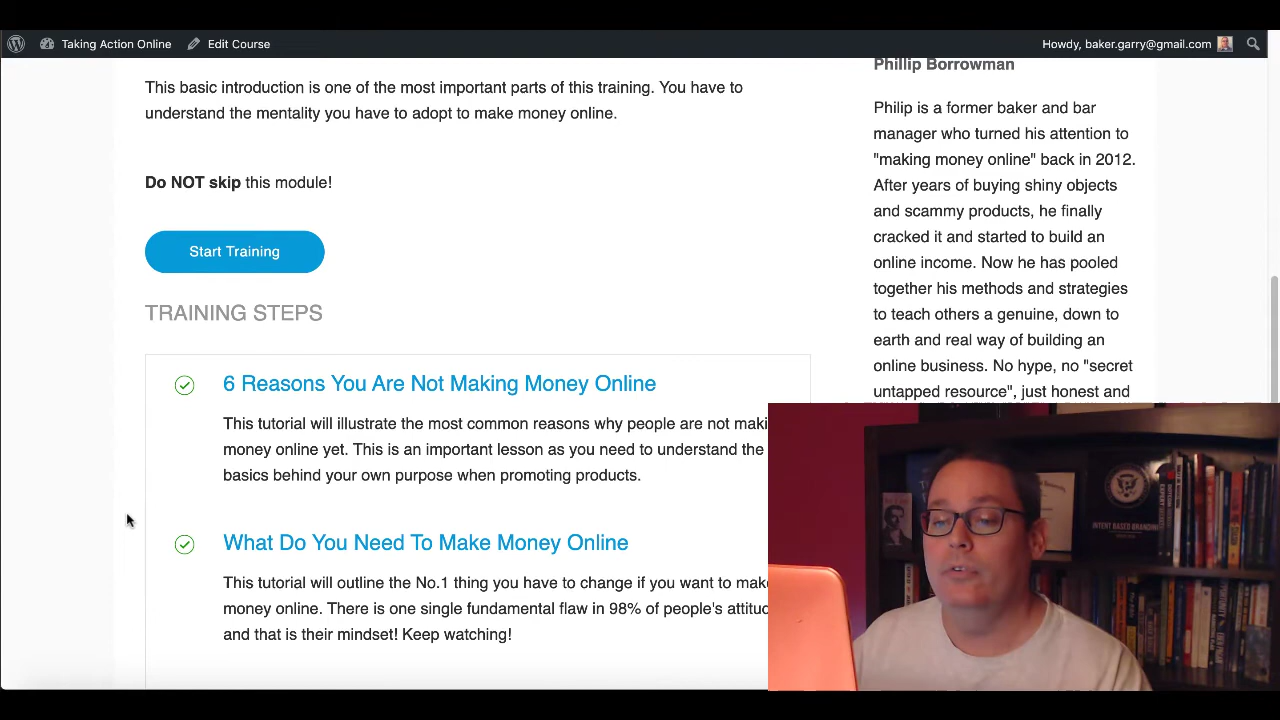 Taking Action Online
Edit Course
Howdy, baker.garry@gmail.com
This basic introduction is one of the most important parts of this training. You have to
understand the mentality you have to adopt to make money online.
Do NOT skip this module!
Start Training
TRAINING STEPS
6 Reasons You Are Not Making Money Online
This tutorial will illustrate the most common reasons why people are not maki
money online yet. This is an important lesson as you need to understand the
basics behind your own purpose when promoting products.
What Do You Need To Make Money Online
This tutorial will outline the No.1 thing you have to change if you want to make
money online. There is one single fundamental flaw in 98% of people's attituc
and that is their mindset! Keep watching!
Phillip Borrowman
Philip is a former baker and bar
manager who turned his attention to
"making money online" back in 2012.
After years of buying shiny objects
and scammy products, he finally
cracked it and started to build an
online income. Now he has pooled
together his methods and strategies
to teach others a genuine, down to
earth and real way of building an
online business. No hype, no "secret
untapped resource", just honest and
INTENT BASED BRANDING